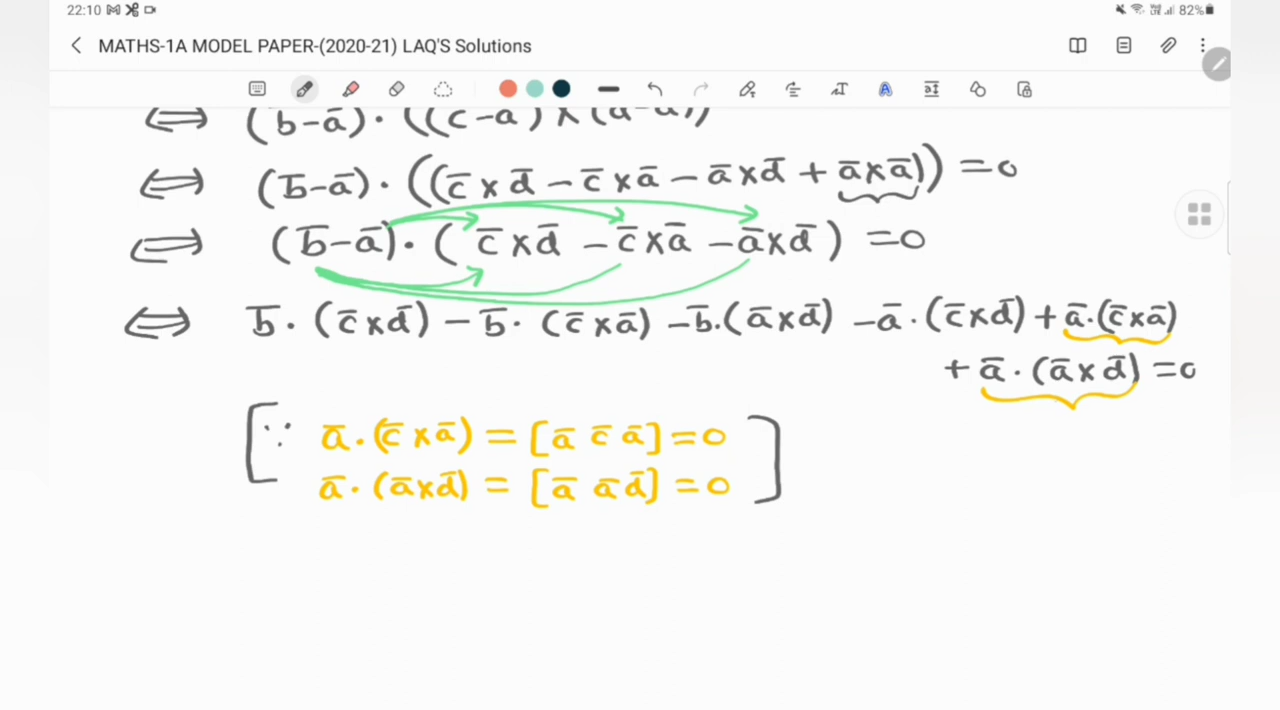 22:10 82%
MATHS-1A MODEL PAPER-(2020-21) LAQ'S Solutions
⟺ (b̄-ā)·((c̄-ā)×(d̄-ā))
⟺ (b̄-ā)·((c̄×d̄ - c̄×ā - ā×d̄ + ā×ā)) = 0
⟺ (b̄-ā)·(c̄×d̄ - c̄×ā - ā×d̄) = 0
⟺ b̄·(c̄×d̄) - b̄·(c̄×ā) - b̄·(ā×d̄) - ā·(c̄×d̄) + ā·(c̄×ā)
+ ā·(ā×d̄) = 0
[∵ ā·(c̄×ā) = [ā c̄ ā] = 0
ā·(ā×d̄) = [ā ā d̄] = 0]